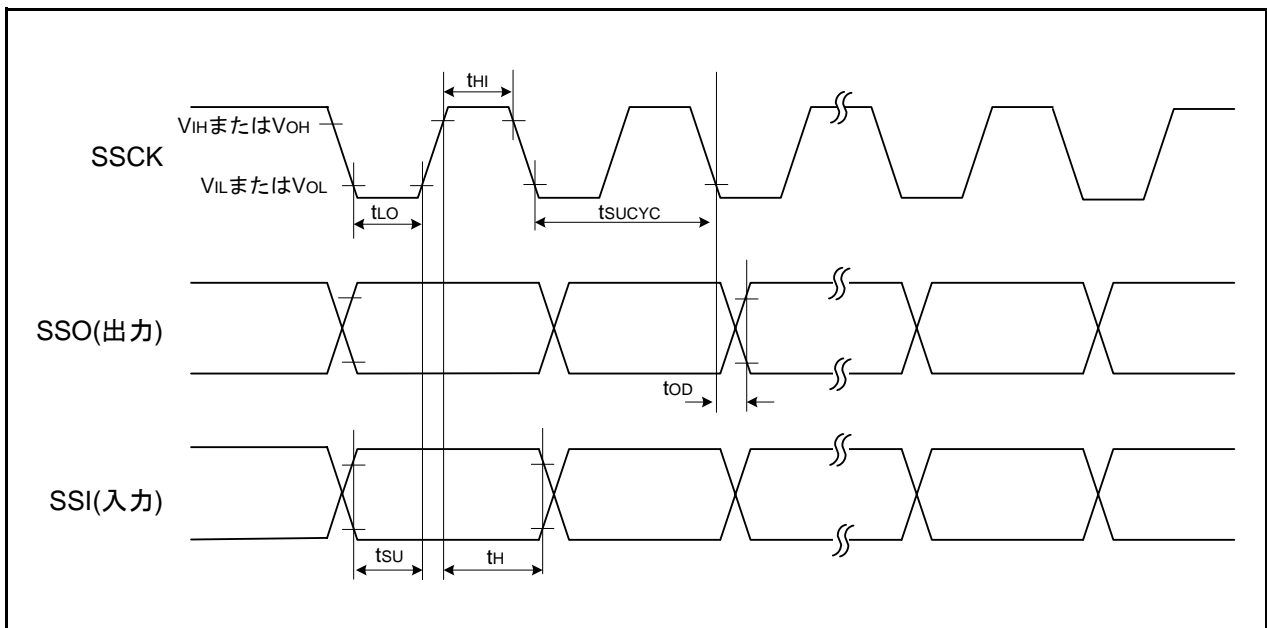 tHI
VIHまたはVOH
SSCK
VILまたはVOL
tLO
tSUCYC
SSO(出力)
tOD
SSI(入力)
tSU
tH